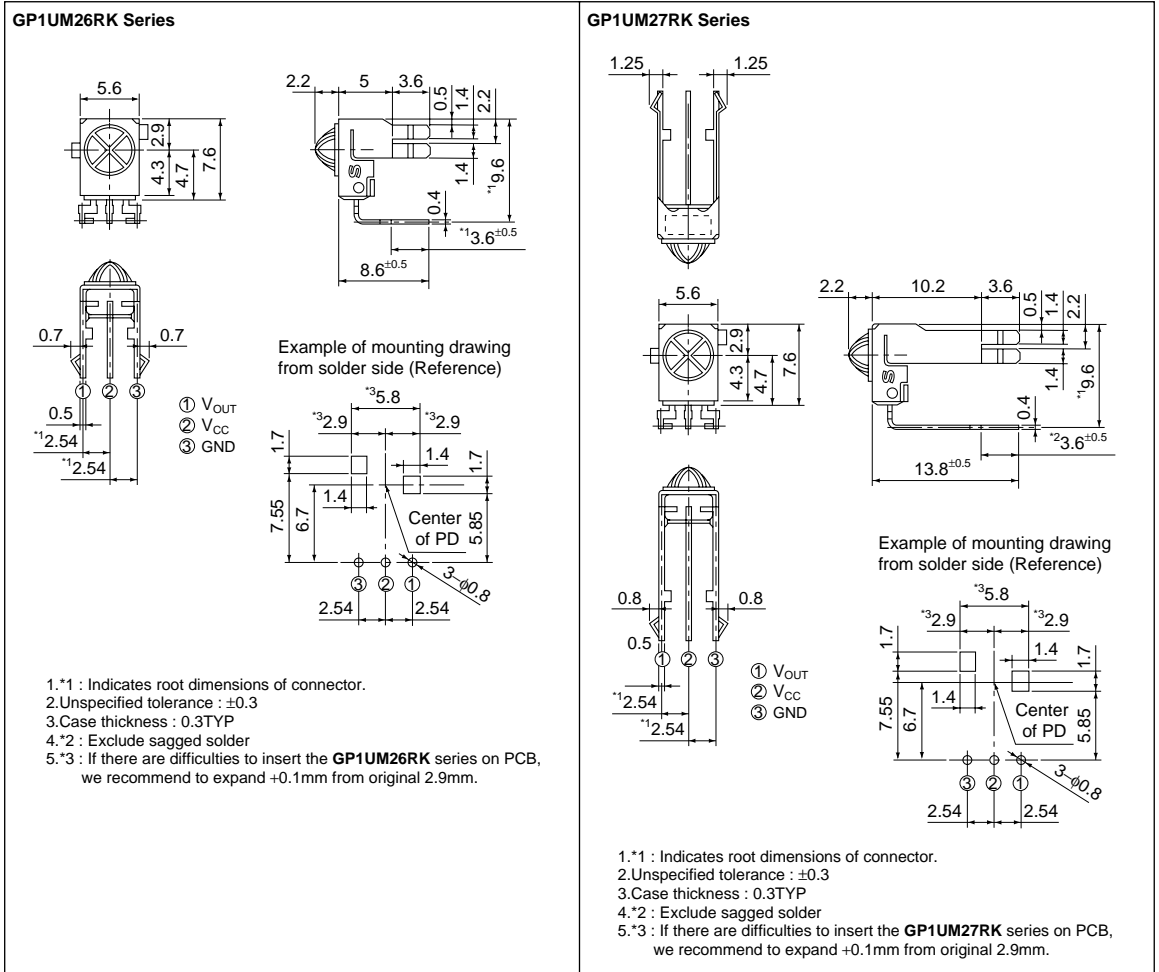 GP1UM26RK Series
5.6
2.9
4.3
4.7
7.6
2.2
5
3.6
0.5
1.4
2.2
1.4
*19.6
0.4
*13.6±0.5
8.6±0.5
0.7
0.7
0.5
*12.54
*12.54
① ② ③
① VOUT
② VCC
③ GND
Example of mounting drawing
from solder side (Reference)
*35.8
*32.9
*32.9
1.7
1.4
1.7
1.4
7.55
6.7
5.85
Center
of PD
③ ② ①
3–φ0.8
2.54
2.54
1.*1 : Indicates root dimensions of connector.
2.Unspecified tolerance : ±0.3
3.Case thickness : 0.3TYP
4.*2 : Exclude sagged solder
5.*3 : If there are difficulties to insert the GP1UM26RK series on PCB,
we recommend to expand +0.1mm from original 2.9mm.
GP1UM27RK Series
1.25
1.25
5.6
2.9
4.3
4.7
7.6
2.2
10.2
3.6
0.5
1.4
2.2
1.4
*19.6
0.4
*23.6±0.5
13.8±0.5
0.8
0.8
0.5
① ② ③
*12.54
*12.54
① VOUT
② VCC
③ GND
Example of mounting drawing
from solder side (Reference)
*35.8
*32.9
*32.9
1.7
1.4
1.7
1.4
7.55
6.7
5.85
Center
of PD
③ ② ①
3–φ0.8
2.54
2.54
1.*1 : Indicates root dimensions of connector.
2.Unspecified tolerance : ±0.3
3.Case thickness : 0.3TYP
4.*2 : Exclude sagged solder
5.*3 : If there are difficulties to insert the GP1UM27RK series on PCB,
we recommend to expand +0.1mm from original 2.9mm.